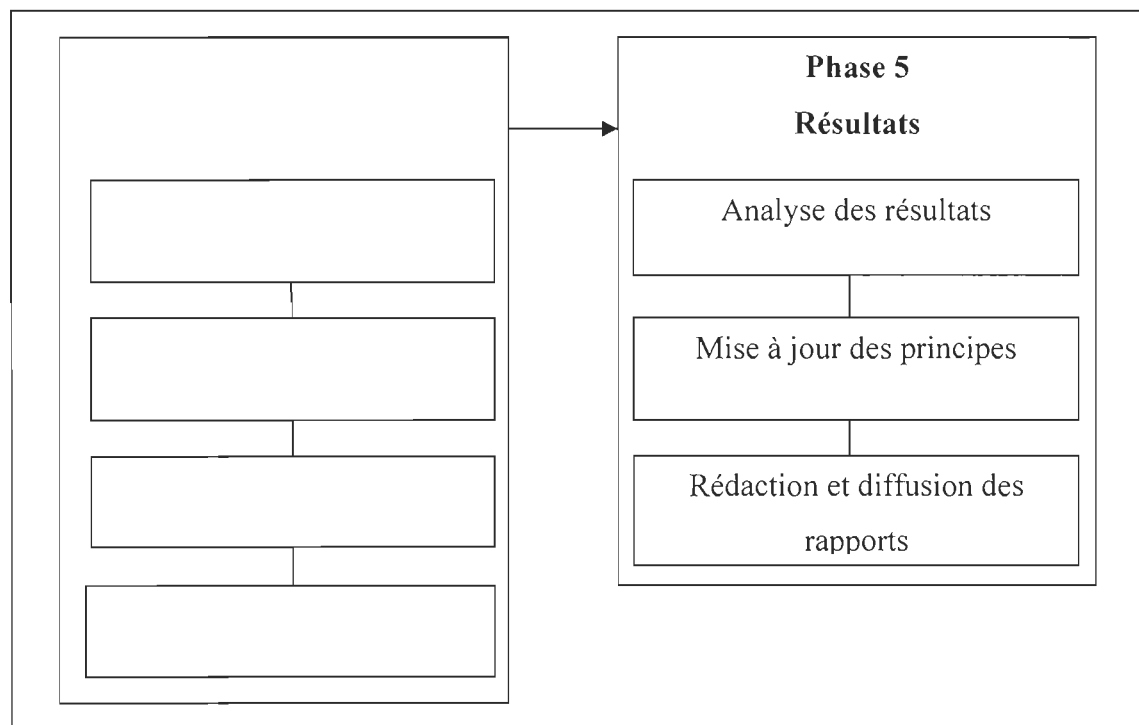 Phase 5
Résultats
Analyse des résultats
Mise à jour des principes
Rédaction et diffusion des
rapports